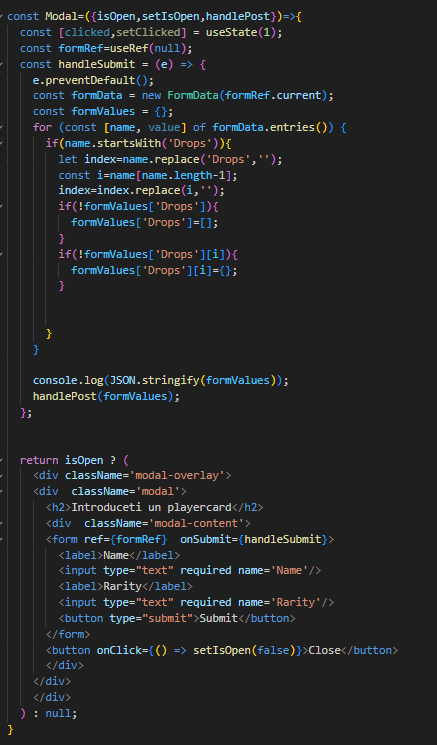 const Modal=({isOpen,setIsOpen,handlePost})=>{
  const [clicked,setClicked] = useState(1);
  const formRef=useRef(null);
  const handleSubmit = (e) => {
    e.preventDefault();
    const formData = new FormData(formRef.current);
    const formValues = {};
    for (const [name, value] of formData.entries()) {
      if(name.startsWith('Drops')){
        let index=name.replace('Drops','');
        const i=name[name.length-1];
        index=index.replace(i,'');
        if(!formValues['Drops']){
          formValues['Drops']=[];
        }
        if(!formValues['Drops'][i]){
          formValues['Drops'][i]={};
        }
      }
    }
    console.log(JSON.stringify(formValues));
    handlePost(formValues);
  };
  return isOpen ? (
    <div className='modal-overlay'>
    <div  className='modal'>
      <h2>Introduceti un playercard</h2>
      <div  className='modal-content'>
      <form ref={formRef}  onSubmit={handleSubmit}>
        <label>Name</label>
        <input type="text" required name='Name'/>
        <label>Rarity</label>
        <input type="text" required name='Rarity'/>
        <button type="submit">Submit</button>
      </form>
      <button onClick={() => setIsOpen(false)}>Close</button>
      </div>
    </div>
    </div>
  ) : null;
}